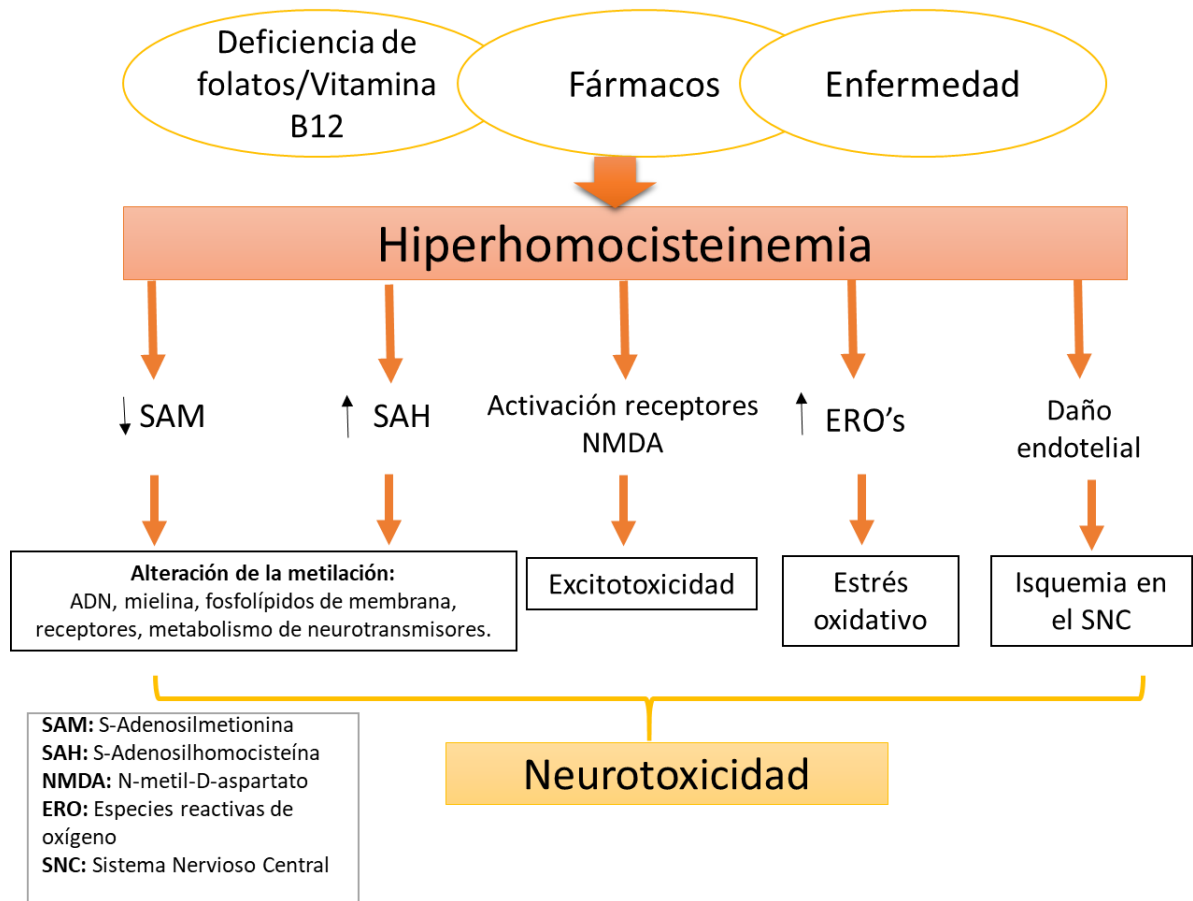 Deficiencia de
folatos/Vitamina
B12
Fármacos
Enfermedad
Hiperhomocisteinemia
SAM
SAH
Activación receptores
NMDA
ERO’s
Daño
endotelial
Alteración de la metilación:
ADN, mielina, fosfolípidos de membrana,
receptores, metabolismo de neurotransmisores.
Excitotoxicidad
Estrés
oxidativo
Isquemia en
el SNC
SAM: S-Adenosilmetionina
SAH: S-Adenosilhomocisteína
NMDA: N-metil-D-aspartato
ERO: Especies reactivas de
oxígeno
SNC: Sistema Nervioso Central
Neurotoxicidad